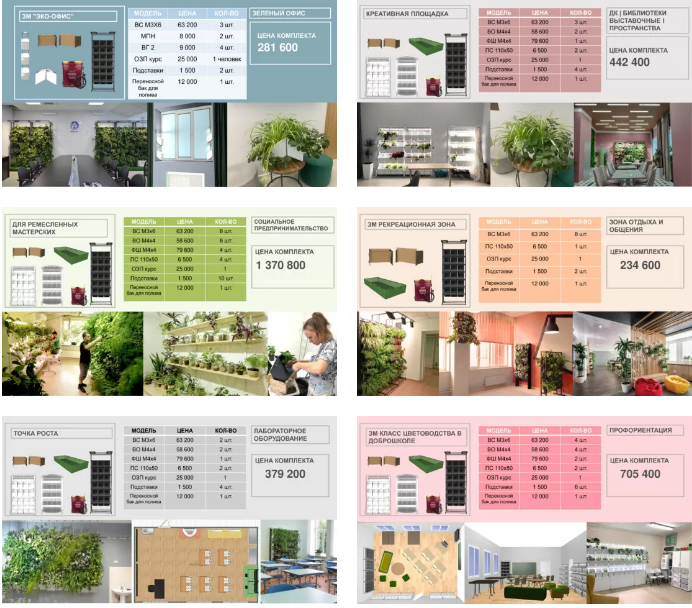 ЗМ "ЭКО-ОФИС"
МОДЕЛЬ ЦЕНА КОЛ-ВО
ВС М3Х6 63 200 3 шт.
МПН 8 000 2 шт.
ВГ 2 9 000 4 шт.
ОЗП курс 25 000 1 человек
Подставки 1 500 2 шт.
Переносной бак для полива 12 000 1 шт.
ЗЕЛЕНЫЙ ОФИС
ЦЕНА КОМПЛЕКТА
281 600
КРЕАТИВНАЯ ПЛОЩАДКА
МОДЕЛЬ ЦЕНА КОЛ-ВО
ВС М3х6 63 200 3 шт.
ВО М4х4 58 600 2 шт.
ФШ М4х4 79 600 1 шт.
ПС 110х50 6 500 2 шт.
ОЗП курс 25 000 1
Подставки 1 500 4 шт.
Переносной бак для полива 12 000 1 шт.
ДК | БИБЛИОТЕКИ
ВЫСТАВОЧНЫЕ |
ПРОСТРАНСТВА
ЦЕНА КОМПЛЕКТА
442 400
ДЛЯ РЕМЕСЛЕННЫХ
МАСТЕРСКИХ
МОДЕЛЬ ЦЕНА КОЛ-ВО
ВС М3х6 63 200 8 шт.
ВО М4х4 58 600 8 шт.
ФШ М4х4 79 600 4 шт.
ПС 110х50 6 500 4 шт.
ОЗП курс 25 000 1
Подставки 1 500 10 шт.
Переносной бак для полива 12 000 1 шт.
СОЦИАЛЬНОЕ
ПРЕДПРИНИМАТЕЛЬСТВО
ЦЕНА КОМПЛЕКТА
1 370 800
ЗМ РЕКРЕАЦИОННАЯ ЗОНА
МОДЕЛЬ ЦЕНА КОЛ-ВО
ВС М3х6 63 200 шт.
ПС 110х50 6 500 1 шт.
ОЗП курс 25 000 1
Подставки 1 500 2 шт.
Переносной бак для полива 12 000 1 шт.
ЗОНА ОТДЫХА И
ОБЩЕНИЯ
ЦЕНА КОМПЛЕКТА
234 600
ТОЧКА РОСТА
МОДЕЛЬ ЦЕНА КОЛ-ВО
ВС М3х6 63 200 2 шт.
ВО М4х4 58 600 2 шт.
ФШ М4х4 79 600 1 шт.
ПС 110х50 6 500 2 шт.
ОЗП курс 25 000 1
Подставки 1 500 4 шт.
Переносной бак для полива 12 000 1 шт.
ЛАБОРАТОРНОЕ
ОБОРУДОВАНИЕ
ЦЕНА КОМПЛЕКТА
379 200
ЗМ КЛАСС ЦВЕТОВОДСТВА В
ДОБРОШКОЛЕ
МОДЕЛЬ ЦЕНА КОЛ-ВО
ВС М3х6 63 200 4 шт.
ВО М4х4 58 600 4 шт.
ФШ М4х4 79 600 2 шт.
ПС 110х50 6 500 2 шт.
ОЗП курс 25 000 1
Подставки 1 500 шт.
Переносной бак для полива 12 000 1 шт.
ПРОФОРИЕНТАЦИЯ
ЦЕНА КОМПЛЕКТА
705 400